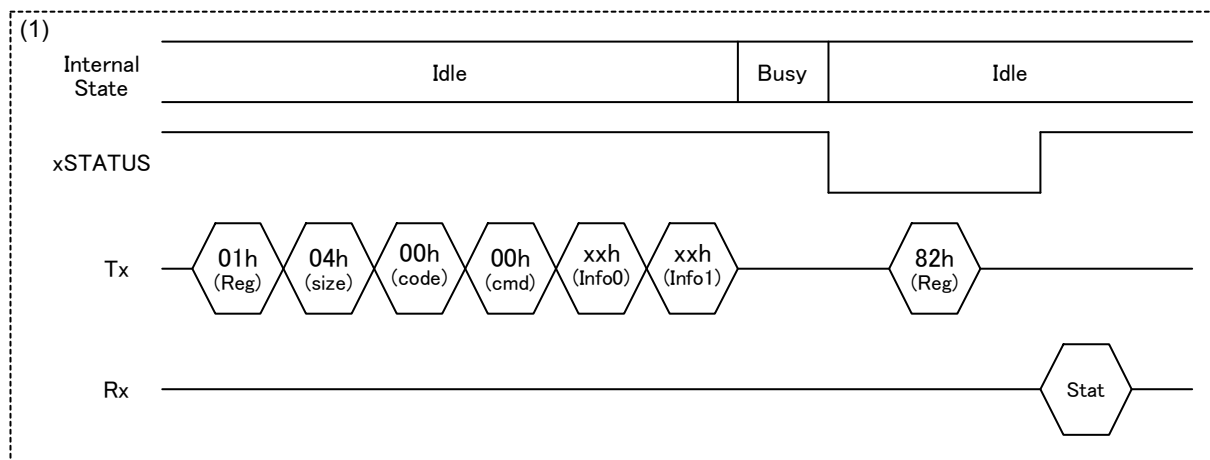 (1)
Internal
State
Idle
Busy
Idle
xSTATUS
Tx
01h
(Reg)
04h
(size)
00h
(code)
00h
(cmd)
xxh
(Info0)
xxh
(Info1)
82h
(Reg)
Rx
Stat